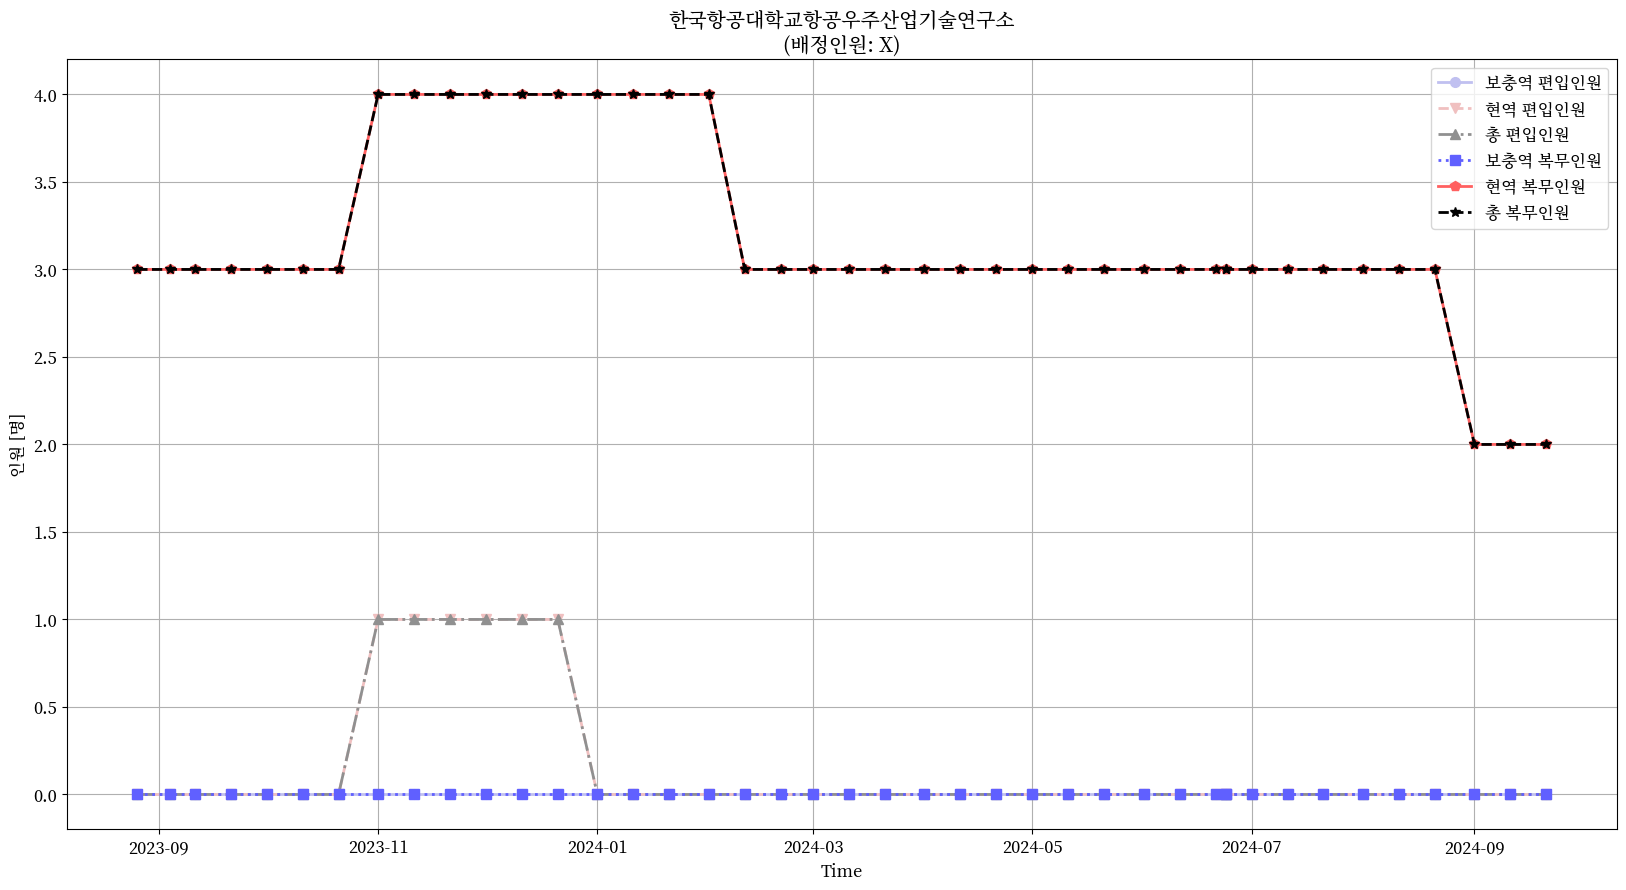 한국항공대학교항공우주산업기술연구소
(배정인원: X)
보충역 편입인원
현역 편입인원
총 편입인원
보충역 복무인원
현역 복무인원
총 복무인원
인원 [명]
4.0
3.5
3.0
2.5
2.0
1.5
1.0
0.5
0.0
2023-09
2023-11
2024-01
2024-03
2024-05
2024-07
2024-09
Time